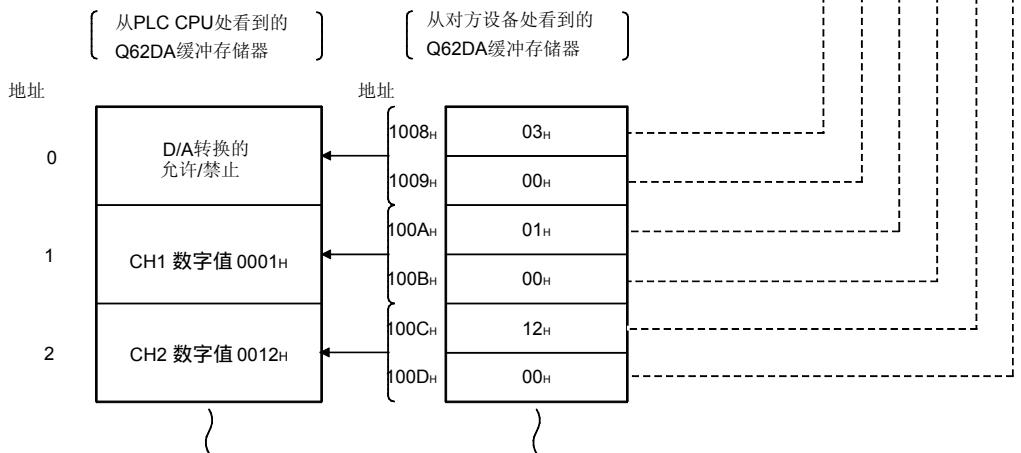 从PLC CPU处看到的
Q62DA缓冲存储器
从对方设备处看到的
Q62DA缓冲存储器
地址
地址
0
D/A转换的
允许/禁止
1008H
03H
1009H
00H
1
CH1 数字值 0001H
100AH
01H
100BH
00H
2
CH2 数字值 0012H
100CH
12H
100DH
00H